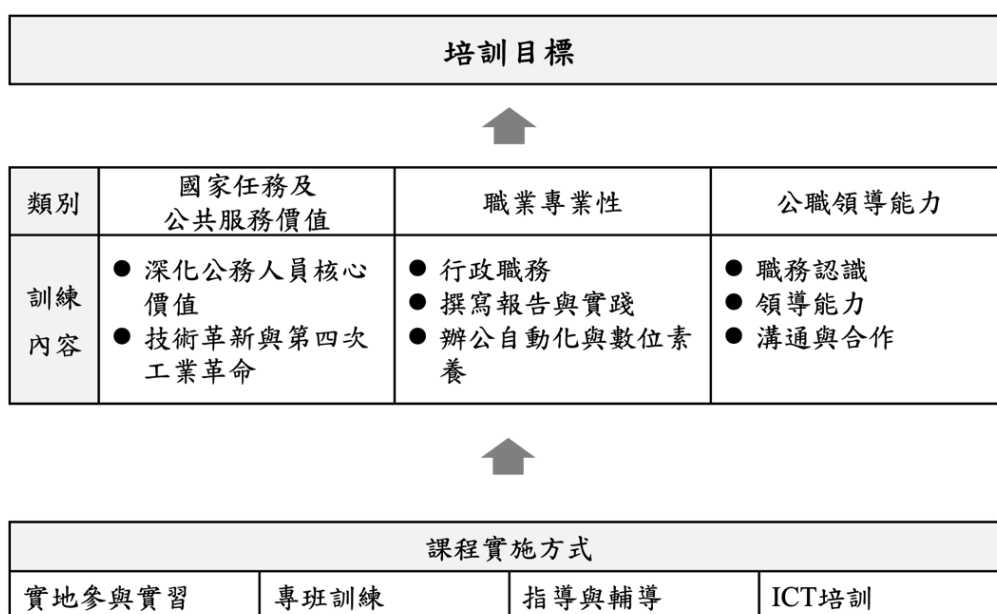 培訓目標
類別
國家任務及
公共服務價值
職業專業性
公職領導能力
訓練
內容
● 深化公務人員核心
價值
● 技術革新與第四次
工業革命
● 行政職務
● 撰寫報告與實踐
● 辦公自動化與數位素
養
● 職務認識
● 領導能力
● 溝通與合作
課程實施方式
實地參與實習
專班訓練
指導與輔導
ICT培訓